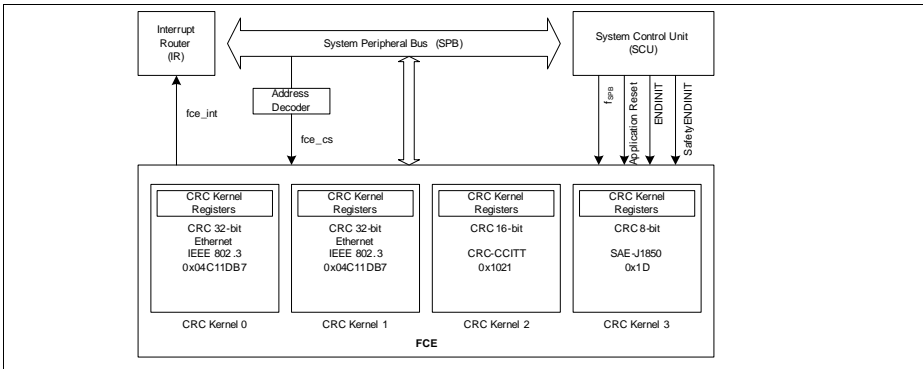 Interrupt
Router
(IR)
System Peripheral Bus (SPB)
System Control Unit
(SCU)
Address
Decoder
fce_int
fce_cs
fSPB
Application Reset
ENDINIT
SafetyENDINIT
CRC Kernel
Registers
CRC 32-bit
Ethernet
IEEE 802.3
0x04C11DB7
CRC Kernel 0
CRC Kernel
Registers
CRC 32-bit
Ethernet
IEEE 802.3
0x04C11DB7
CRC Kernel 1
CRC Kernel
Registers
CRC 16-bit
CRC-CCITT
0x1021
CRC Kernel 2
CRC Kernel
Registers
CRC 8-bit
SAE-J1850
0x1D
CRC Kernel 3
FCE